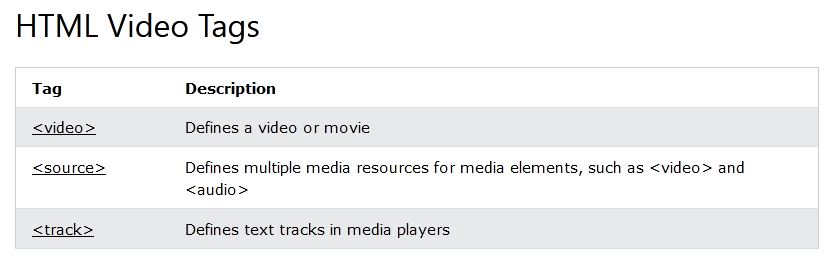 HTML Video Tags
Tag Description
<video> Defines a video or movie
<source> Defines multiple media resources for media elements, such as <video> and
<audio>
<track> Defines text tracks in media players